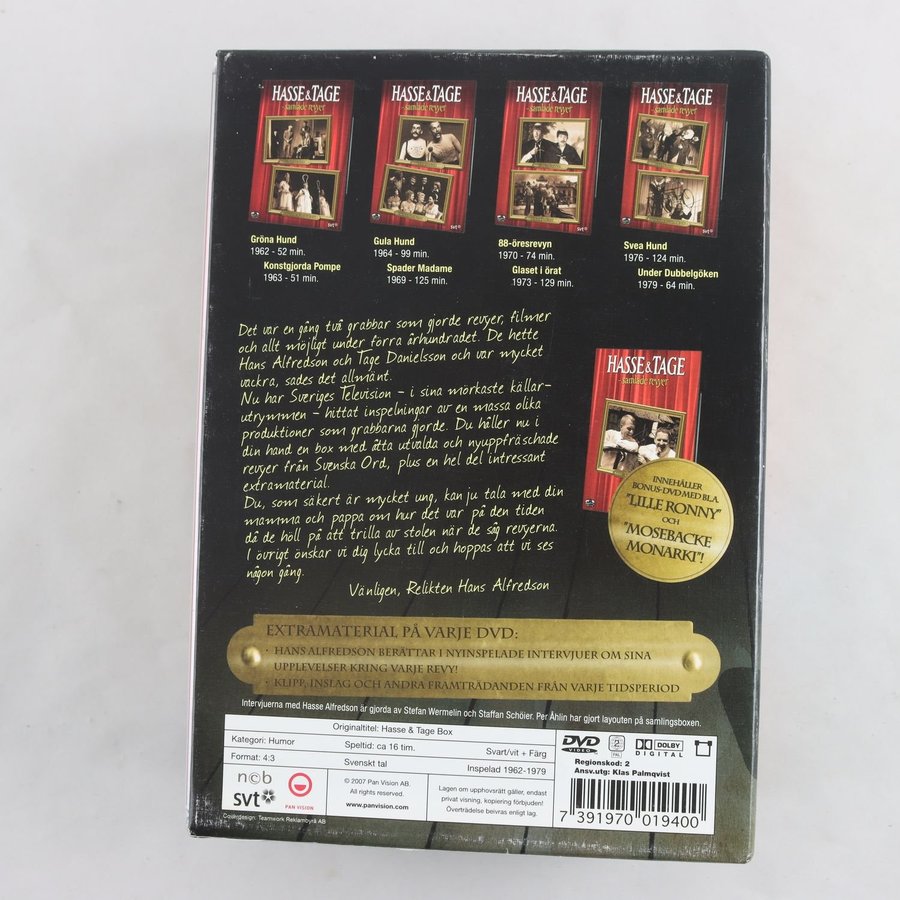 HASSE & TAGE
- samlade revyer
HASSE & TAGE
- samlade revyer
HASSE & TAGE
- samlade revyer
HASSE & TAGE
- samlade revyer
svt
svt
svt
Gröna Hund
1962 - 52 min.
Konstgjorda Pompe
1963 - 51 min.
Gula Hund
1964 - 99 min.
Spader Madame
1969 - 125 min.
88-öresrevyn
1970 - 74 min.
Glaset i örat
1973 - 129 min.
Svea Hund
1976 - 124 min.
Under Dubbelgöken
1979 - 64 min.
Det var en gång två grabbar som gjorde revyer, filmer
och allt möjligt under förra århundradet. De hette
Hans Alfredson och Tage Danielsson och var mycket
vackra, sades det allmänt.
Nu har Sveriges Television – i sina mörkaste källar-
utrymmen – hittat inspelningar av en massa olika
produktioner som grabbarna gjorde. Du håller nu i
din hand en box med åtta utvalda och nyuppfräschade
revyer från Svenska Ord, plus en hel del intressant
extramaterial.
Du, som säkert är mycket ung, kan ju tala med din
mamma och pappa om hur det var på den tiden
då de höll på att trilla av stolen när de såg revyerna.
I övrigt önskar vi dig lycka till och hoppas att vi ses
någon gång.
Vänligen, Relikten Hans Alfredson
HASSE & TAGE
- samlade revyer
INNEHÅLLER
BONUS-DVD MED BL.A.
"LILLE RONNY"
OCH
"MOSEBACKE
MONARKI"!
EXTRAMATERIAL PÅ VARJE DVD:
· HANS ALFREDSON BERÄTTAR I NYINSPELADE INTERVJUER OM SINA
UPPLEVELSER KRING VARJE REVY!
· KLIPP, INSLAG OCH ANDRA FRAMTRÄDANDEN FRÅN VARJE TIDSPERIOD
Intervjuerna med Hasse Alfredson är gjorda av Stefan Wermelin och Staffan Schöier. Per Åhlin har gjort layouten på samlingsboxen.
Originaltitel: Hasse & Tage Box
Kategori: Humor
Speltid: ca 16 tim.
Svart/vit + Färg
Format: 4:3
Svenskt tal
Inspelad 1962-1979
ncb
svt
PAN VISION
© 2007 Pan Vision AB.
All rights reserved.
www.panvision.com
Lagen om upphovsrätt gäller, endast
privat visning, kopiering förbjuden!
Överträdelse beivras enligt lag.
DVD
VIDEO
2
PAL
DOLBY
DIGITAL
Regionskod: 2
Ansv.utg: Klas Palmqvist
7 391970 019400
Coverdesign: Teamwork Reklambyrå AB